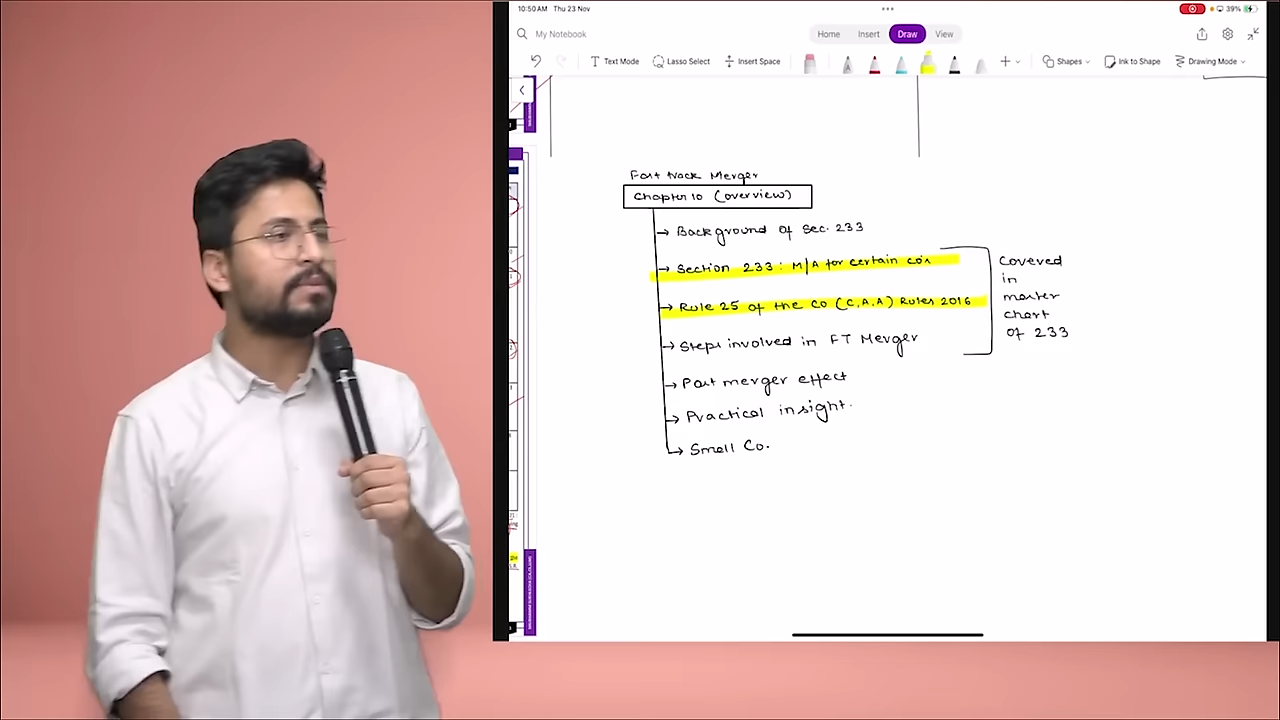 10:50 AM Thu 23 Nov
39%
My Notebook
Home Insert Draw View
Text Mode Lasso Select Insert Space Shapes Ink to Shape Drawing Mode
Fast track Merger
Chapter 10 (overview)
→ Background of Sec. 233
→ Section 233 : M/A for certain co's
→ Rule 25 of the Co (C.A.A) Rules 2016
→ Steps involved in FT Merger
→ Post merger effect
→ Practical insight.
→ Small Co.
Covered
in
master
chart
of 233